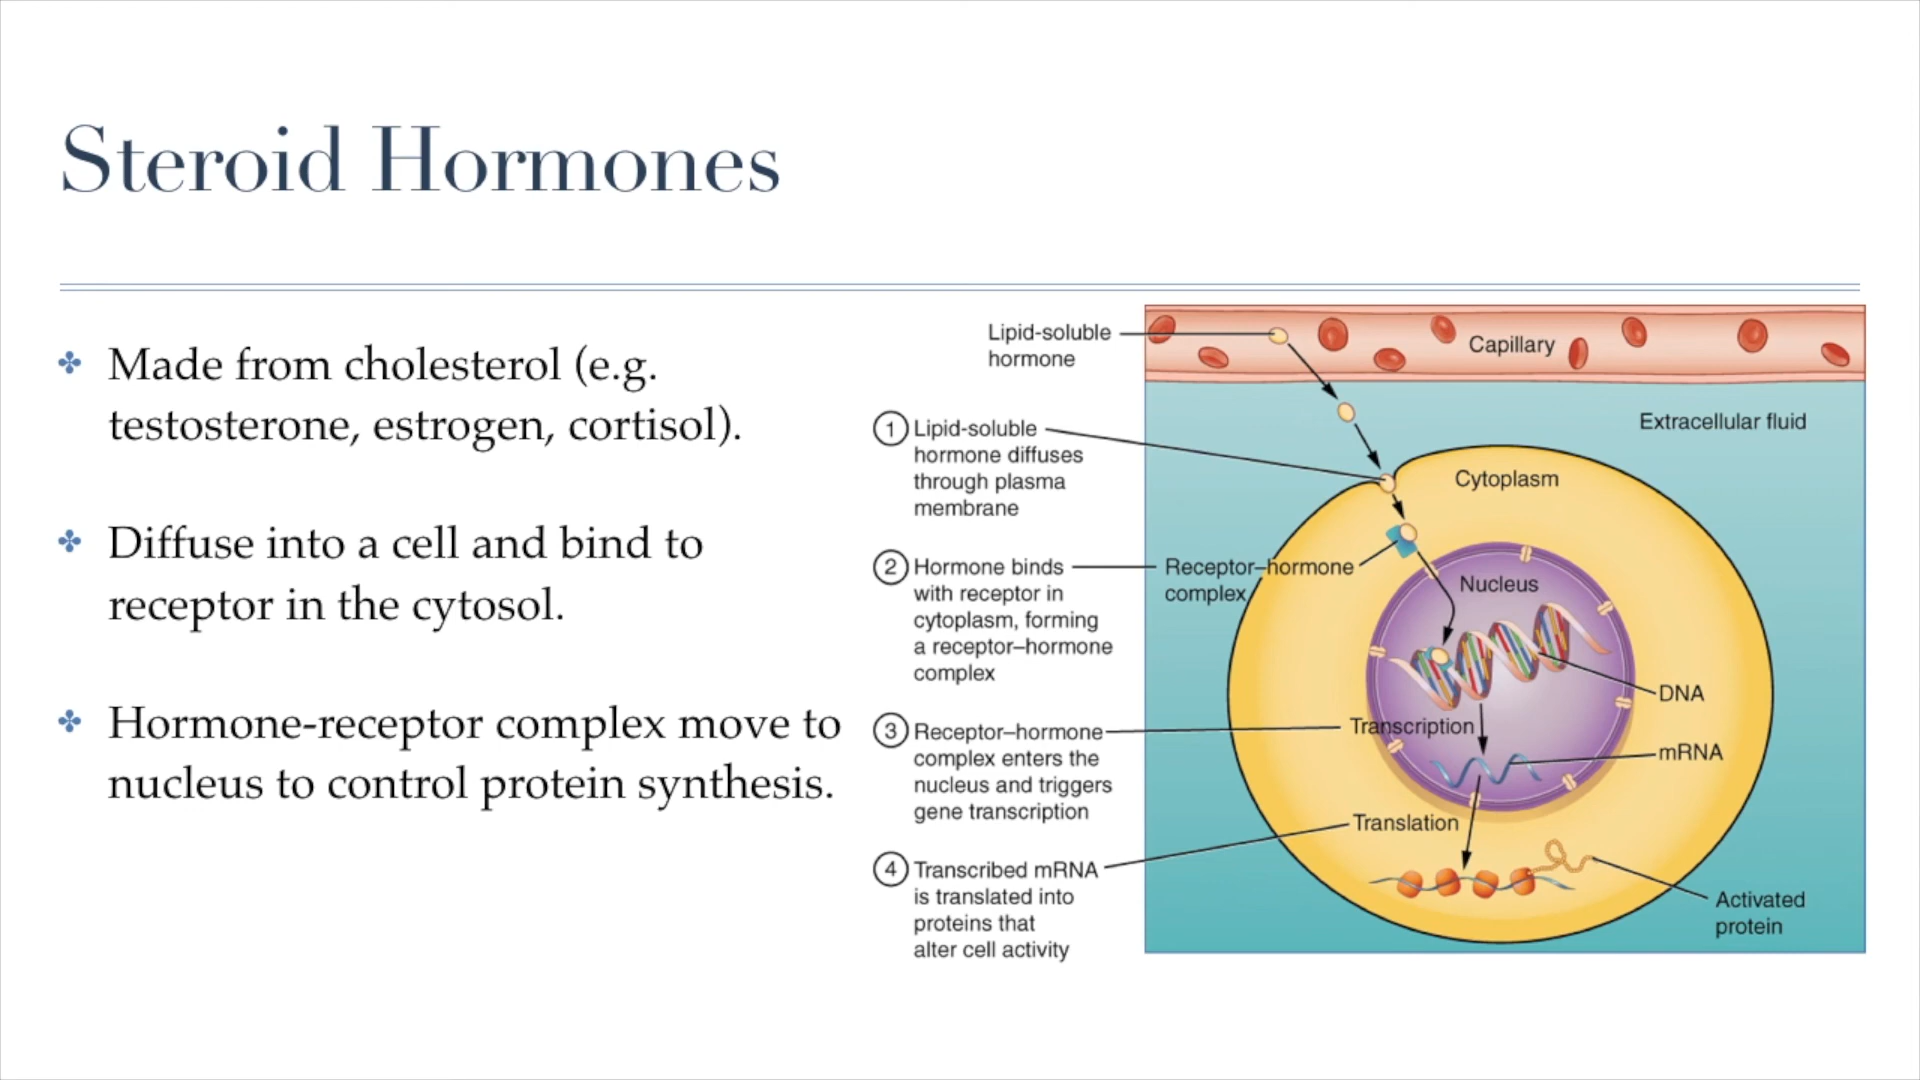 Steroid Hormones
Made from cholesterol (e.g.
testosterone, estrogen, cortisol).
Diffuse into a cell and bind to
receptor in the cytosol.
Hormone-receptor complex move to
nucleus to control protein synthesis.
Lipid-soluble
hormone
1 Lipid-soluble
hormone diffuses
through plasma
membrane
2 Hormone binds
with receptor in
cytoplasm, forming
a receptor–hormone
complex
3 Receptor–hormone
complex enters the
nucleus and triggers
gene transcription
4 Transcribed mRNA
is translated into
proteins that
alter cell activity
Capillary
Extracellular fluid
Cytoplasm
Receptor–hormone
complex
Nucleus
DNA
Transcription
mRNA
Translation
Activated
protein